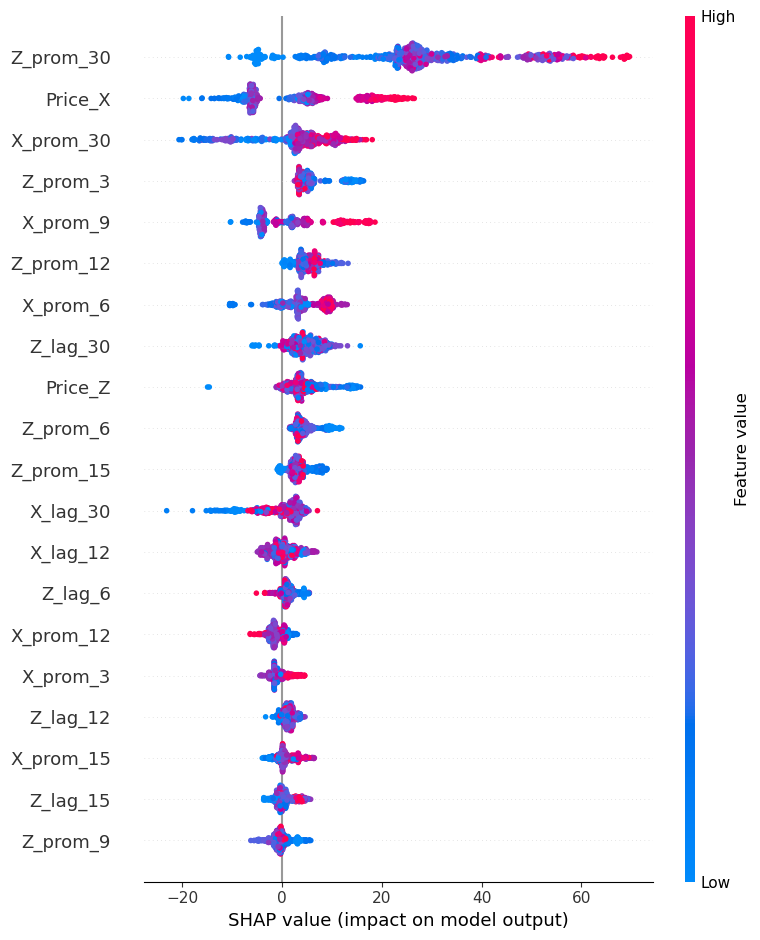 High
Z_prom_30
Price_X
X_prom_30
Z_prom_3
X_prom_9
Z_prom_12
X_prom_6
Z_lag_30
Price_Z
Z_prom_6
Z_prom_15
X_lag_30
X_lag_12
Z_lag_6
X_prom_12
X_prom_3
Z_lag_12
X_prom_15
Z_lag_15
Z_prom_9
Feature value
Low
−20 0 20 40 60
SHAP value (impact on model output)